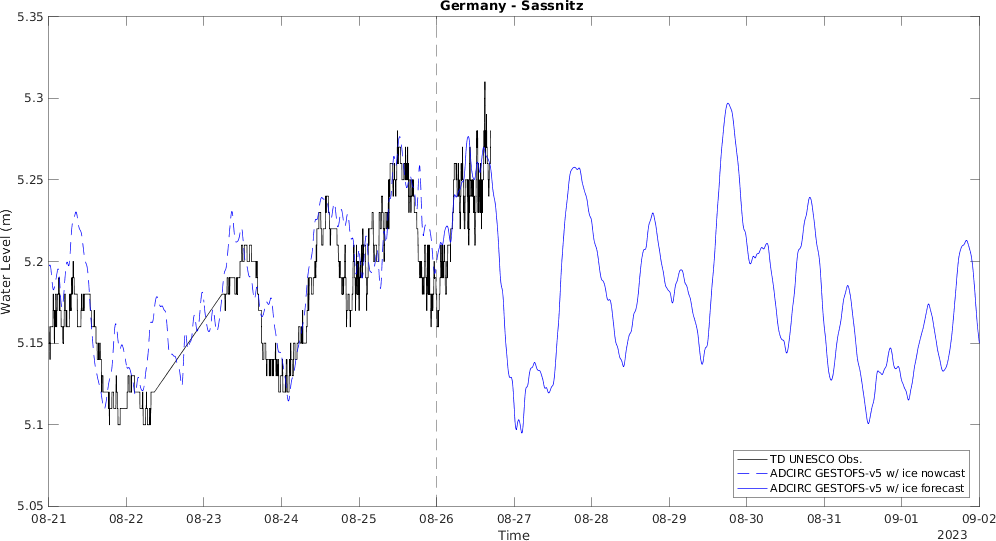 Germany - Sassnitz
5.35
5.3
5.25
5.2
5.15
5.1
5.05
Water Level (m)
TD UNESCO Obs.
ADCIRC GESTOFS-v5 w/ ice nowcast
ADCIRC GESTOFS-v5 w/ ice forecast
08-21 08-22 08-23 08-24 08-25 08-26 08-27 08-28 08-29 08-30 08-31 09-01 09-02
Time
2023